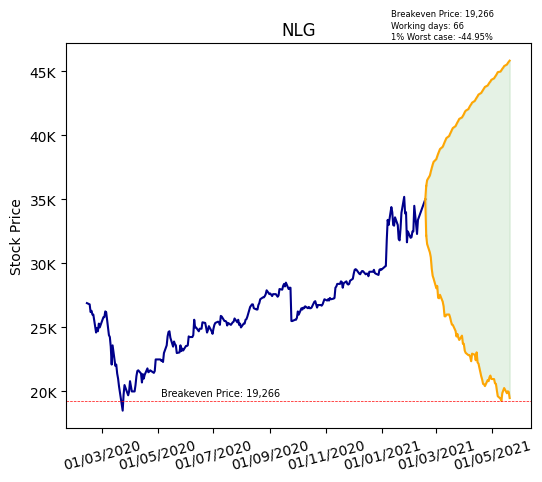 Breakeven Price: 19,266
Working days: 66
1% Worst case: -44.95%
NLG
45K
40K
35K
30K
25K
20K
Stock Price
Breakeven Price: 19,266
01/03/2020
01/05/2020
01/07/2020
01/09/2020
01/11/2020
01/01/2021
01/03/2021
01/05/2021